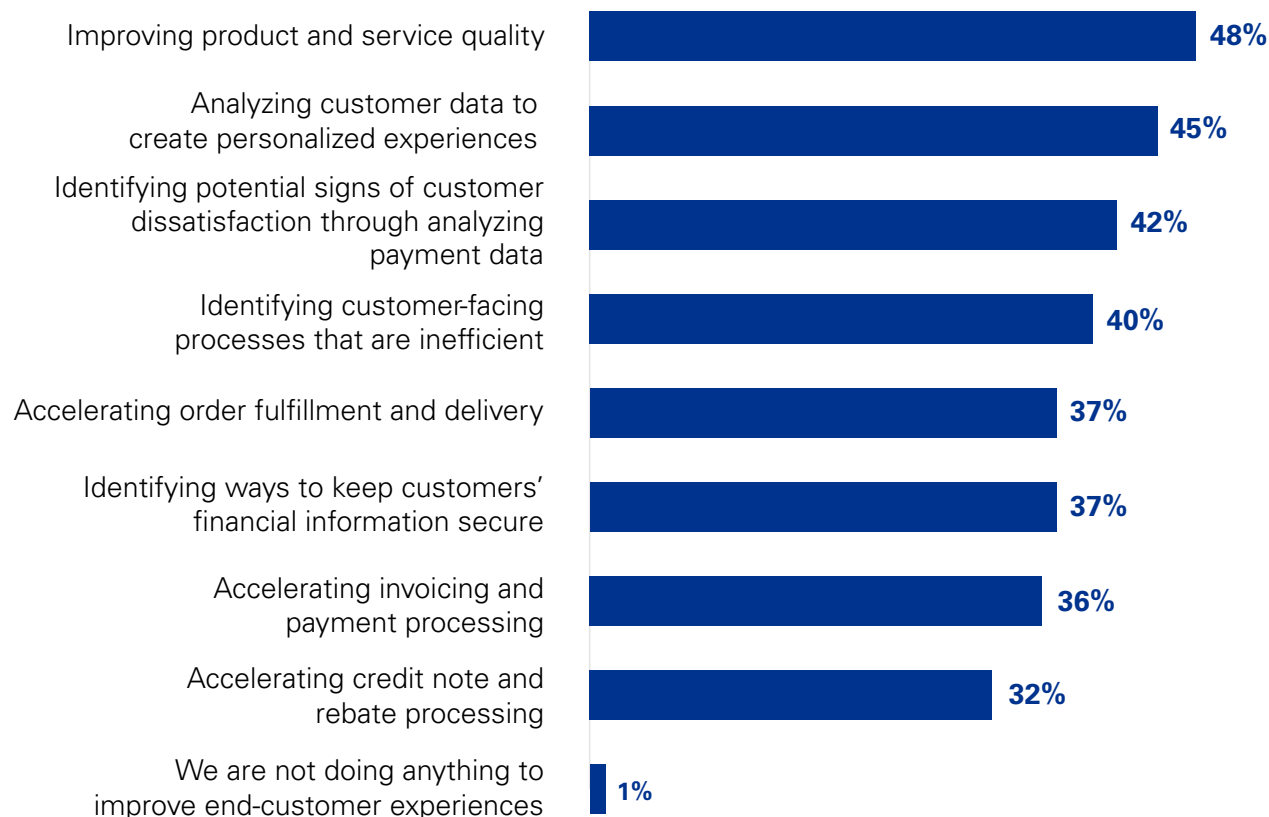 Improving product and service quality
48%
Analyzing customer data to
create personalized experiences
45%
Identifying potential signs of customer
dissatisfaction through analyzing
payment data
42%
Identifying customer-facing
processes that are inefficient
40%
Accelerating order fulfillment and delivery
37%
Identifying ways to keep customers’
financial information secure
37%
Accelerating invoicing and
payment processing
36%
Accelerating credit note and
rebate processing
32%
We are not doing anything to
improve end-customer experiences
1%